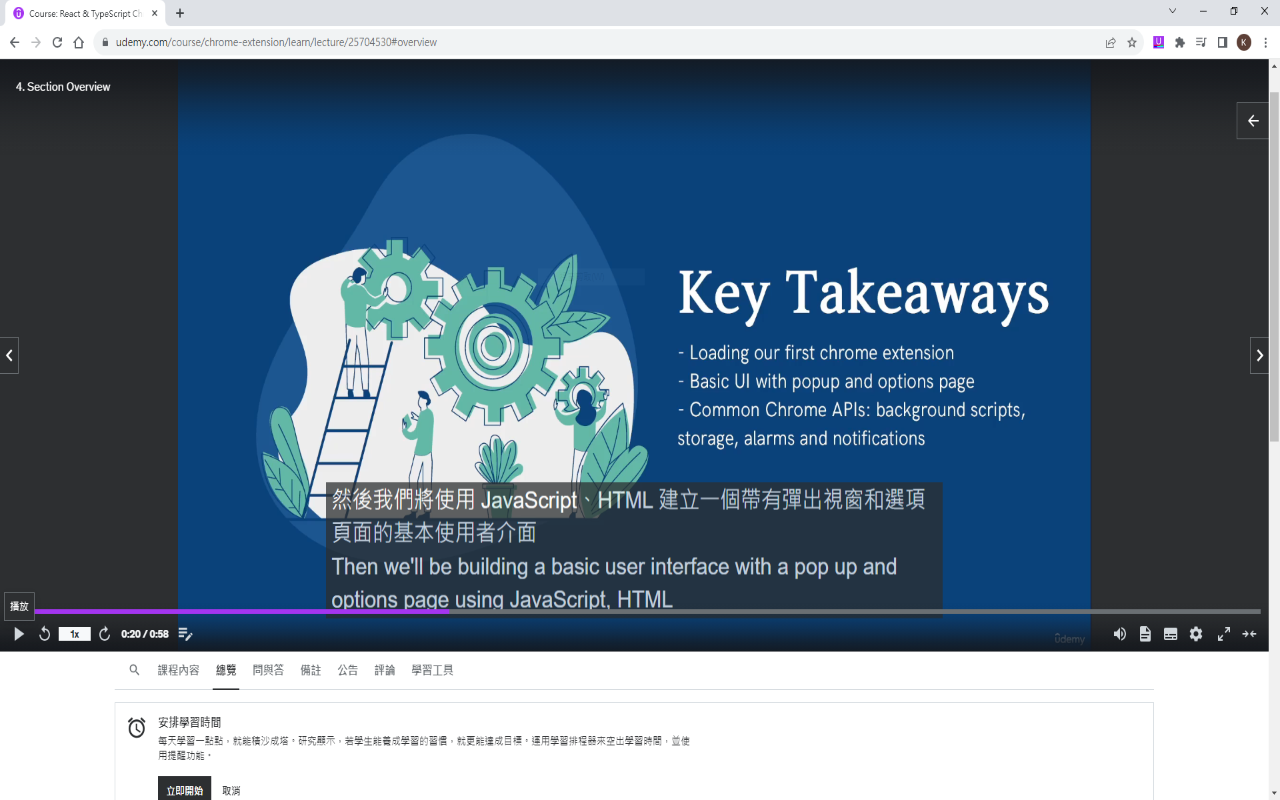 Course: React & TypeScript Ch
udemy.com/course/chrome-extension/learn/lecture/25704530#overview
K
4. Section Overview
Key Takeaways
- Loading our first chrome extension
- Basic UI with popup and options page
- Common Chrome APIs: background scripts,
storage, alarms and notifications
然後我們將使用 JavaScript、HTML 建立一個帶有彈出視窗和選項
頁面的基本使用者介面
Then we'll be building a basic user interface with a pop up and
options page using JavaScript, HTML
播放
1x
0:20 / 0:58
udemy
課程內容 總覽 問與答 備註 公告 評論 學習工具
安排學習時間
每天學習一點點，就能積沙成塔。研究顯示，若學生能養成學習的習慣，就更能達成目標。運用學習排程器來空出學習時間，並使
用提醒功能。
立即開始 取消